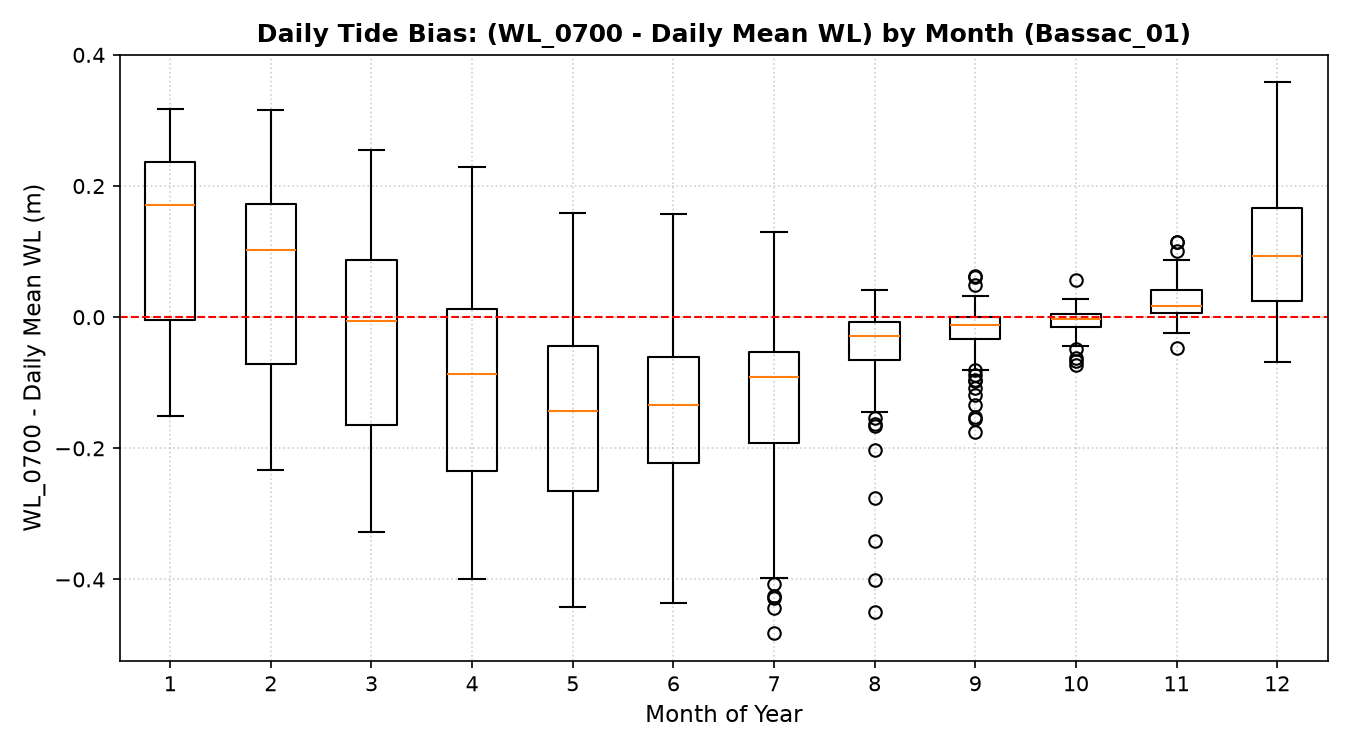 Daily Tide Bias: (WL_0700 - Daily Mean WL) by Month (Bassac_01)
WL_0700 - Daily Mean WL (m)
0.4
0.2
0.0
−0.2
−0.4
1 2 3 4 5 6 7 8 9 10 11 12
Month of Year